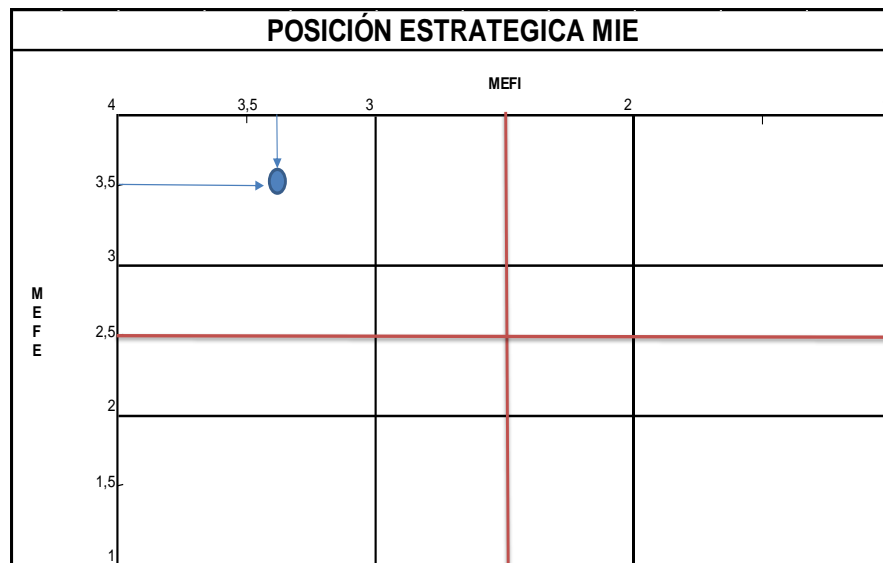 POSICIÓN ESTRATEGICA MIE
MEFI
4 3,5 3 2
3,5
3
M
E
F
E
2,5
2
1,5
1